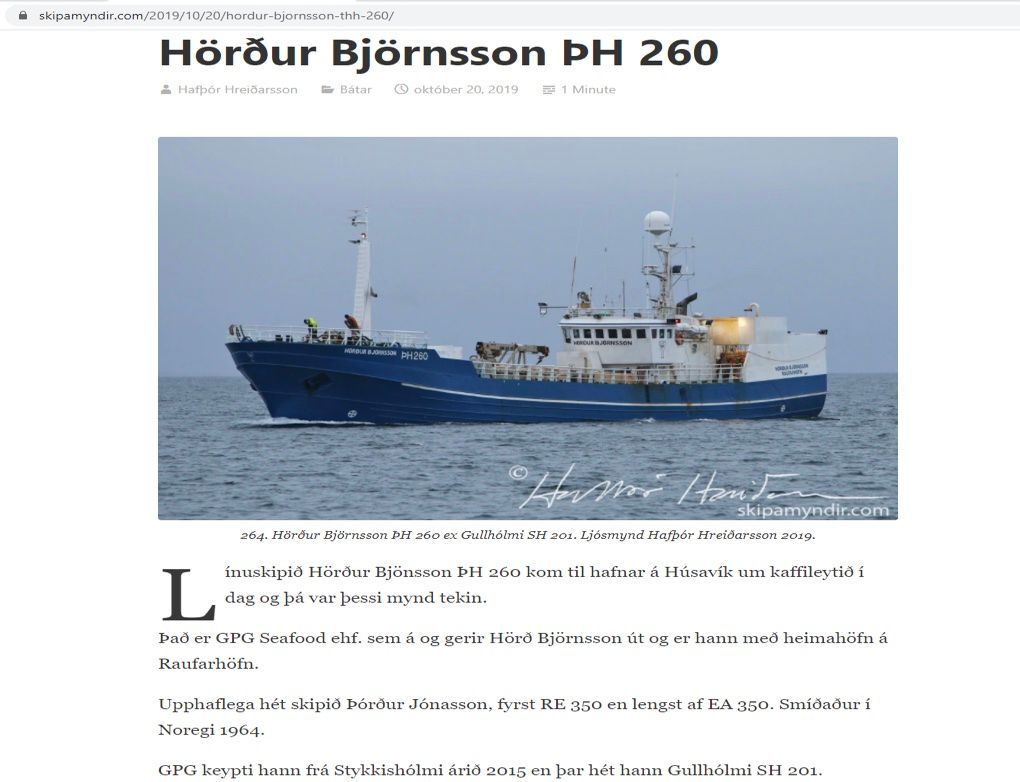 skipamyndir.com/2019/10/20/hordur-bjornsson-thh-260/
Hörður Björnsson ÞH 260
Hafþór Hreiðarsson Bátar október 20, 2019 1 Minute
HÖRÐUR BJÖRNSSON ÞH260
HÖRÐUR BJÖRNSSON
HÖRÐUR BJÖRNSSON
RAUFARHÖFN
©
skipamyndir.com
264. Hörður Björnsson ÞH 260 ex Gullhólmi SH 201. Ljósmynd Hafþór Hreiðarsson 2019.
Línuskipið Hörður Bjönsson ÞH 260 kom til hafnar á Húsavík um kaffileytið í
dag og þá var þessi mynd tekin.
Það er GPG Seafood ehf. sem á og gerir Hörð Björnsson út og er hann með heimahöfn á
Raufarhöfn.
Upphaflega hét skipið Þórður Jónasson, fyrst RE 350 en lengst af EA 350. Smíðaður í
Noregi 1964.
GPG keypti hann frá Stykkishólmi árið 2015 en þar hét hann Gullhólmi SH 201.